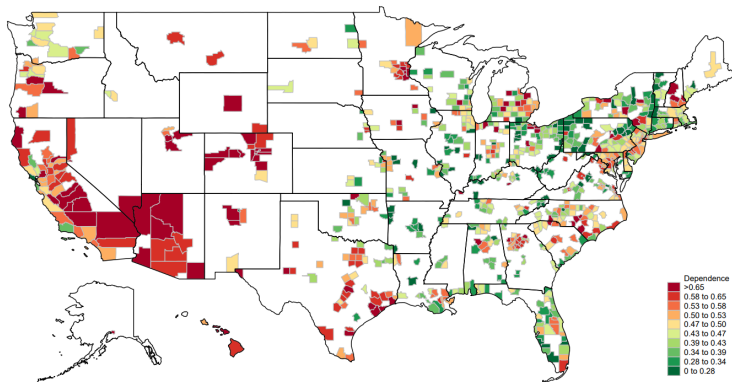 Dependence
>0.65
0.58 to 0.65
0.53 to 0.58
0.50 to 0.53
0.47 to 0.50
0.43 to 0.47
0.39 to 0.43
0.34 to 0.39
0.28 to 0.34
0 to 0.28